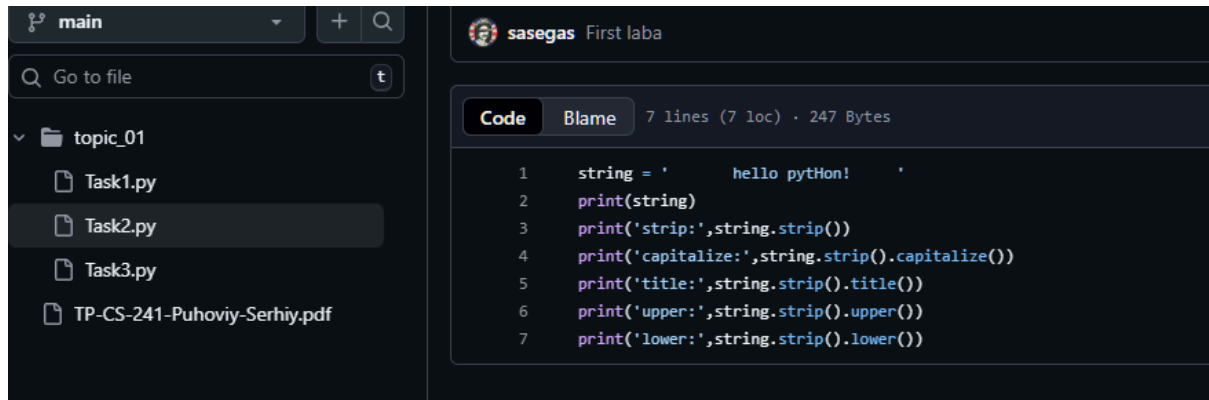 main
Go to file
t
topic_01
Task1.py
Task2.py
Task3.py
TP-CS-241-Puhoviy-Serhiy.pdf
sasegas First laba
Code Blame 7 lines (7 loc) · 247 Bytes
1 string = '       hello pytHon!     '
2 print(string)
3 print('strip:',string.strip())
4 print('capitalize:',string.strip().capitalize())
5 print('title:',string.strip().title())
6 print('upper:',string.strip().upper())
7 print('lower:',string.strip().lower())